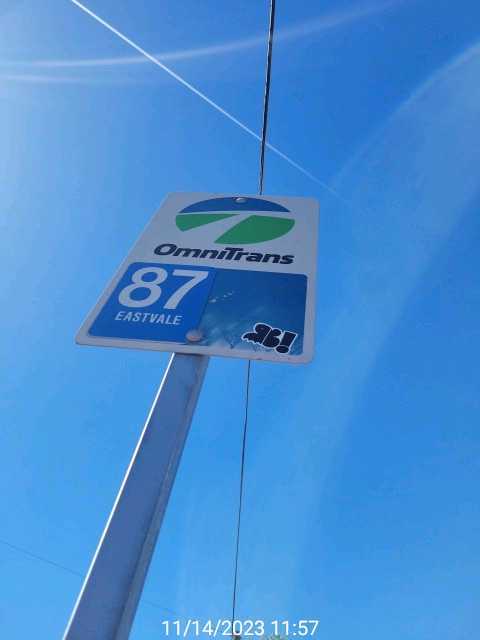 OmniTrans
87
EASTVALE
11/14/2023 11:57